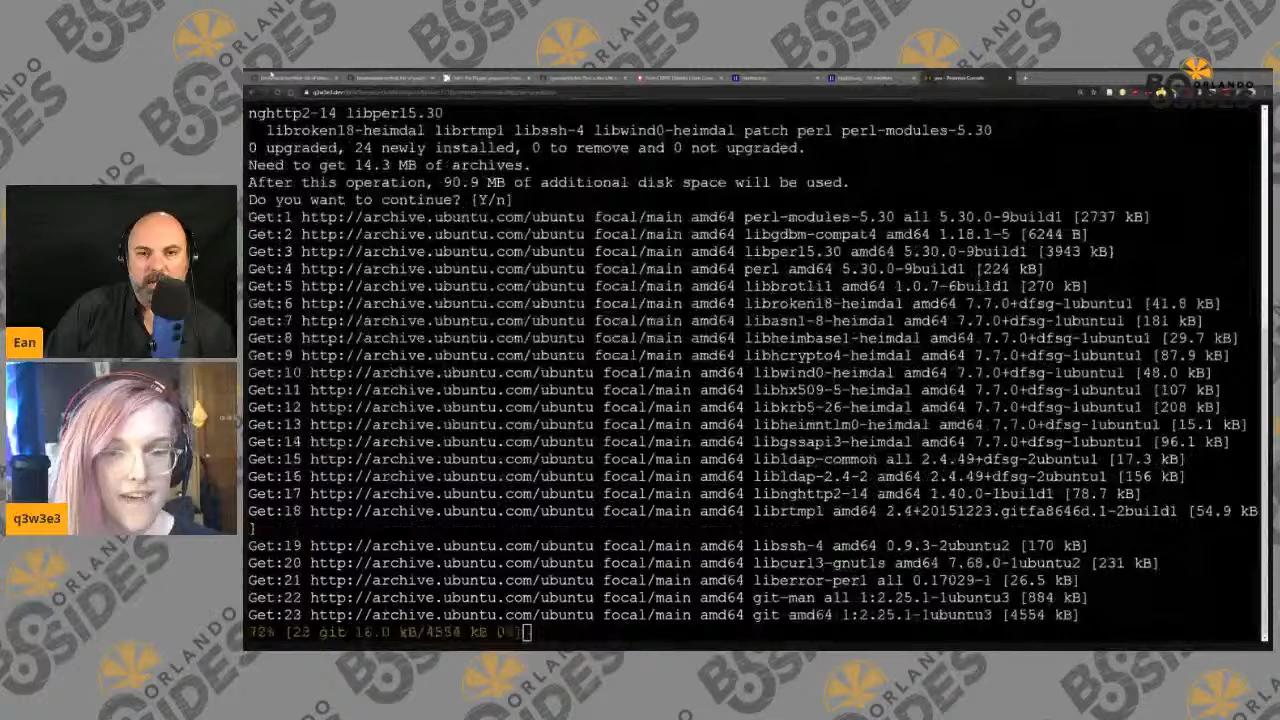 nghttp2-14 libperl5.30
libroken18-heimdal librtmp1 libssh-4 libwind0-heimdal patch perl perl-modules-5.30
0 upgraded, 24 newly installed, 0 to remove and 0 not upgraded.
Need to get 14.3 MB of archives.
After this operation, 90.9 MB of additional disk space will be used.
Do you want to continue? [Y/n]
Get:1 http://archive.ubuntu.com/ubuntu focal/main amd64 perl-modules-5.30 all 5.30.0-9build1 [2737 kB]
Get:2 http://archive.ubuntu.com/ubuntu focal/main amd64 libgdbm-compat4 amd64 1.18.1-5 [6244 B]
Get:3 http://archive.ubuntu.com/ubuntu focal/main amd64 libperl5.30 amd64 5.30.0-9build1 [3943 kB]
Get:4 http://archive.ubuntu.com/ubuntu focal/main amd64 perl amd64 5.30.0-9build1 [224 kB]
Get:5 http://archive.ubuntu.com/ubuntu focal/main amd64 libbrotli1 amd64 1.0.7-6build1 [270 kB]
Get:6 http://archive.ubuntu.com/ubuntu focal/main amd64 libroken18-heimdal amd64 7.7.0+dfsg-1ubuntu1 [41.8 kB]
Get:7 http://archive.ubuntu.com/ubuntu focal/main amd64 libasn1-8-heimdal amd64 7.7.0+dfsg-1ubuntu1 [181 kB]
Get:8 http://archive.ubuntu.com/ubuntu focal/main amd64 libheimbase1-heimdal amd64 7.7.0+dfsg-1ubuntu1 [29.7 kB]
Get:9 http://archive.ubuntu.com/ubuntu focal/main amd64 libhcrypto4-heimdal amd64 7.7.0+dfsg-1ubuntu1 [87.9 kB]
Get:10 http://archive.ubuntu.com/ubuntu focal/main amd64 libwind0-heimdal amd64 7.7.0+dfsg-1ubuntu1 [48.0 kB]
Get:11 http://archive.ubuntu.com/ubuntu focal/main amd64 libhx509-5-heimdal amd64 7.7.0+dfsg-1ubuntu1 [107 kB]
Get:12 http://archive.ubuntu.com/ubuntu focal/main amd64 libkrb5-26-heimdal amd64 7.7.0+dfsg-1ubuntu1 [208 kB]
Get:13 http://archive.ubuntu.com/ubuntu focal/main amd64 libheimntlm0-heimdal amd64 7.7.0+dfsg-1ubuntu1 [15.1 kB]
Get:14 http://archive.ubuntu.com/ubuntu focal/main amd64 libgssapi3-heimdal amd64 7.7.0+dfsg-1ubuntu1 [96.1 kB]
Get:15 http://archive.ubuntu.com/ubuntu focal/main amd64 libldap-common all 2.4.49+dfsg-2ubuntu1 [17.3 kB]
Get:16 http://archive.ubuntu.com/ubuntu focal/main amd64 libldap-2.4-2 amd64 2.4.49+dfsg-2ubuntu1 [156 kB]
Get:17 http://archive.ubuntu.com/ubuntu focal/main amd64 libnghttp2-14 amd64 1.40.0-1build1 [78.7 kB]
Get:18 http://archive.ubuntu.com/ubuntu focal/main amd64 librtmp1 amd64 2.4+20151223.gitfa8646d.1-2build1 [54.9 kB
]
Get:19 http://archive.ubuntu.com/ubuntu focal/main amd64 libssh-4 amd64 0.9.3-2ubuntu2 [170 kB]
Get:20 http://archive.ubuntu.com/ubuntu focal/main amd64 libcurl3-gnutls amd64 7.68.0-1ubuntu2 [231 kB]
Get:21 http://archive.ubuntu.com/ubuntu focal/main amd64 liberror-perl all 0.17029-1 [26.5 kB]
Get:22 http://archive.ubuntu.com/ubuntu focal/main amd64 git-man all 1:2.25.1-1ubuntu3 [884 kB]
Get:23 http://archive.ubuntu.com/ubuntu focal/main amd64 git amd64 1:2.25.1-1ubuntu3 [4554 kB]
72% [23 git 16.0 kB/4554 kB 0%]
Ean
q3w3e3
ORLANDO
BSIDES